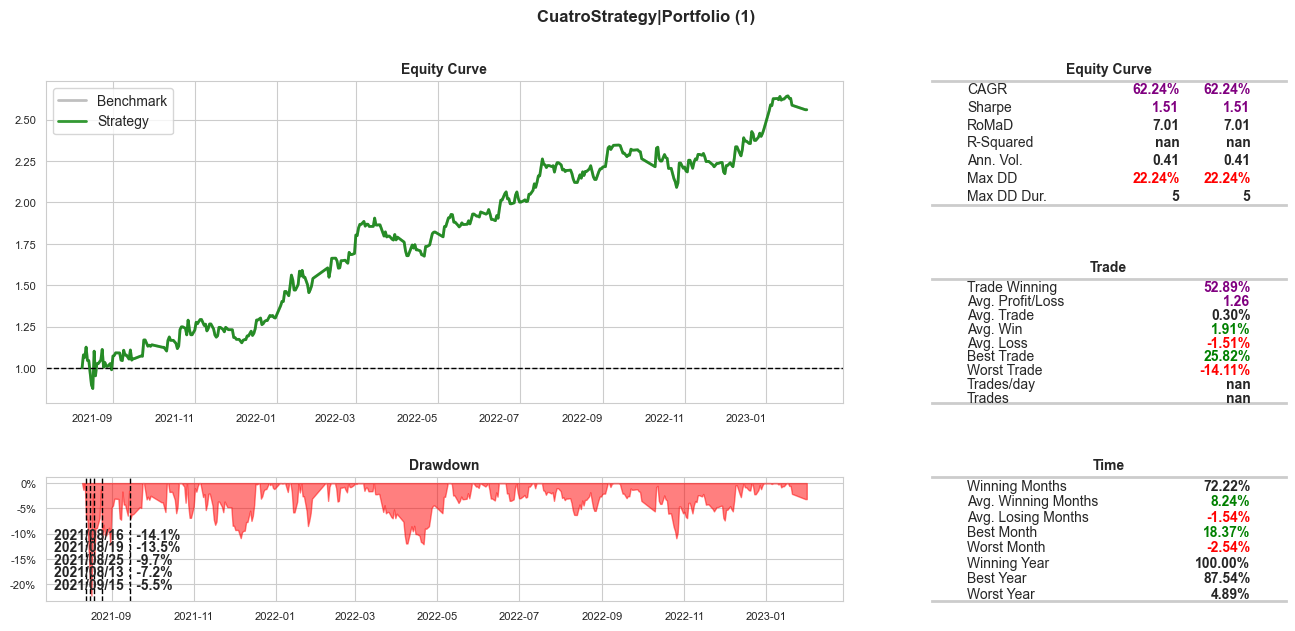 CuatroStrategy|Portfolio (1)
Equity Curve
Benchmark
Strategy
2.50
2.25
2.00
1.75
1.50
1.25
1.00
2021-09 2021-11 2022-01 2022-03 2022-05 2022-07 2022-09 2022-11 2023-01
Equity Curve
CAGR 62.24% 62.24%
Sharpe 1.51 1.51
RoMaD 7.01 7.01
R-Squared nan nan
Ann. Vol. 0.41 0.41
Max DD 22.24% 22.24%
Max DD Dur. 5 5
Trade
Trade Winning 52.89%
Avg. Profit/Loss 1.26
Avg. Trade 0.30%
Avg. Win 1.91%
Avg. Loss -1.51%
Best Trade 25.82%
Worst Trade -14.11%
Trades/day nan
Trades nan
Drawdown
0%
-5%
-10%
-15%
-20%
2021/08/16 -14.1%
2021/08/19 -13.5%
2021/08/25 -9.7%
2021/08/13 -7.2%
2021/09/15 -5.5%
2021-09 2021-11 2022-01 2022-03 2022-05 2022-07 2022-09 2022-11 2023-01
Time
Winning Months 72.22%
Avg. Winning Months 8.24%
Avg. Losing Months -1.54%
Best Month 18.37%
Worst Month -2.54%
Winning Year 100.00%
Best Year 87.54%
Worst Year 4.89%